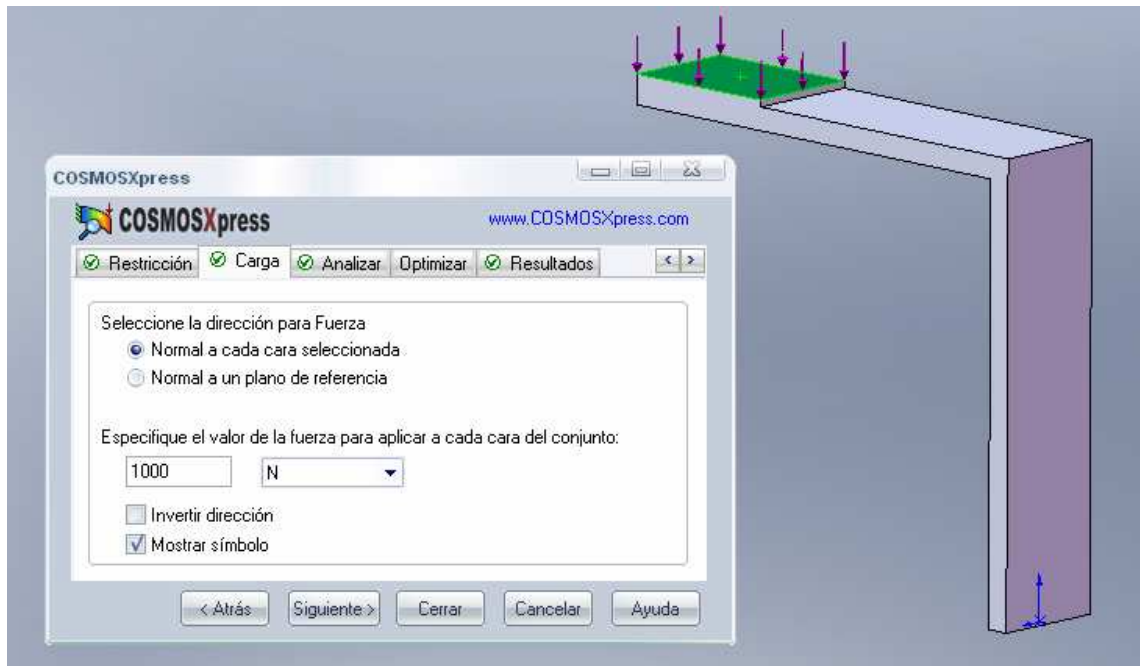 COSMOSXpress
COSMOSXpress www.COSMOSXpress.com
Restricción Carga Analizar Optimizar Resultados < >
Seleccione la dirección para Fuerza
Normal a cada cara seleccionada
Normal a un plano de referencia
Especifique el valor de la fuerza para aplicar a cada cara del conjunto:
1000 N
Invertir dirección
Mostrar símbolo
< Atrás Siguiente > Cerrar Cancelar Ayuda